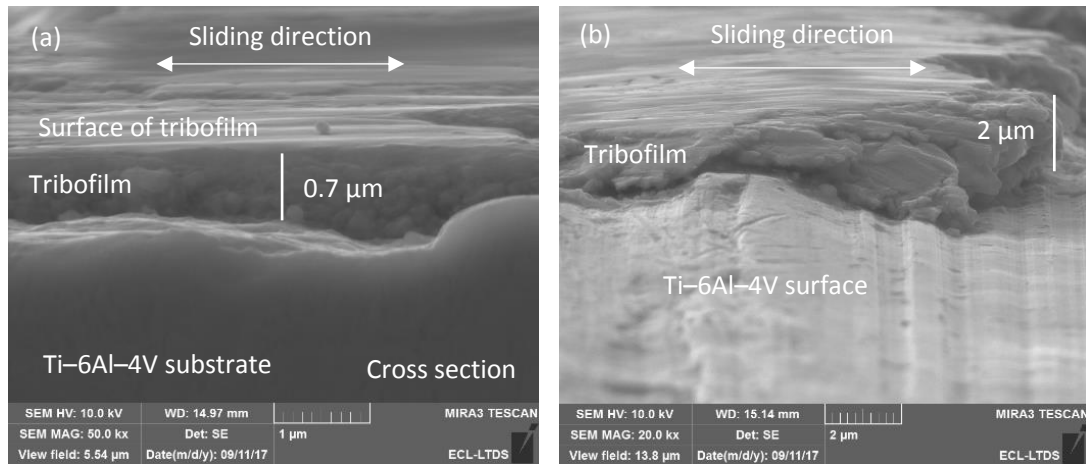 (a)
Sliding direction
Surface of tribofilm
Tribofilm
0.7 μm
Ti–6Al–4V substrate
Cross section
SEM HV: 10.0 kV
WD: 14.97 mm
MIRA3 TESCAN
SEM MAG: 50.0 kx
Det: SE
1 μm
View field: 5.54 μm
Date(m/d/y): 09/11/17
ECL-LTDS
(b)
Sliding direction
2 μm
Tribofilm
Ti–6Al–4V surface
SEM HV: 10.0 kV
WD: 15.14 mm
MIRA3 TESCAN
SEM MAG: 20.0 kx
Det: SE
2 μm
View field: 13.8 μm
Date(m/d/y): 09/11/17
ECL-LTDS